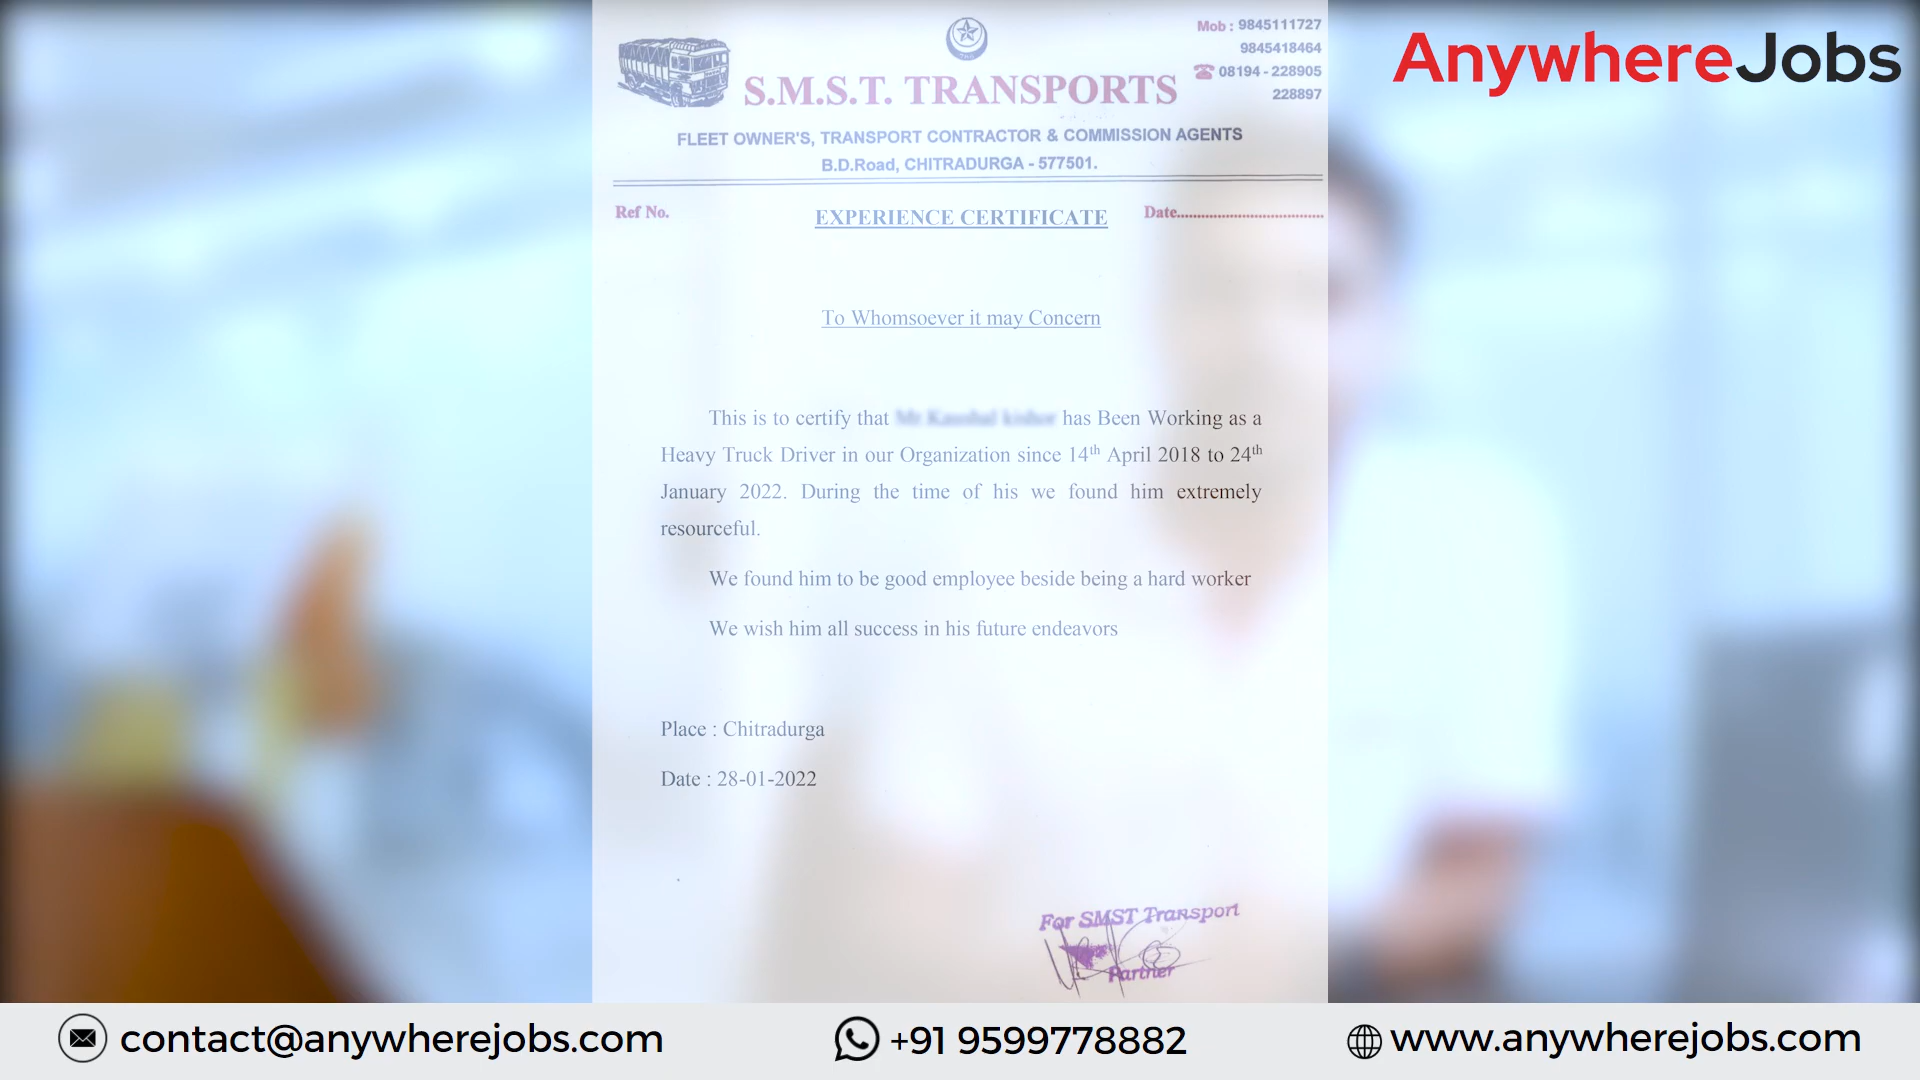 Mob : 9845111727
9845418464
☎ 08194 - 228905
228897
AnywhereJobs
S.M.S.T. TRANSPORTS
FLEET OWNER'S, TRANSPORT CONTRACTOR & COMMISSION AGENTS
B.D.Road, CHITRADURGA - 577501.
Ref No.
EXPERIENCE CERTIFICATE
Date....................................
To Whomsoever it may Concern
This is to certify that has Been Working as a
Heavy Truck Driver in our Organization since 14th April 2018 to 24th
January 2022. During the time of his we found him extremely
resourceful.
We found him to be good employee beside being a hard worker
We wish him all success in his future endeavors
Place : Chitradurga
Date : 28-01-2022
For SMST Transport
Partner
contact@anywherejobs.com
+91 9599778882
www.anywherejobs.com